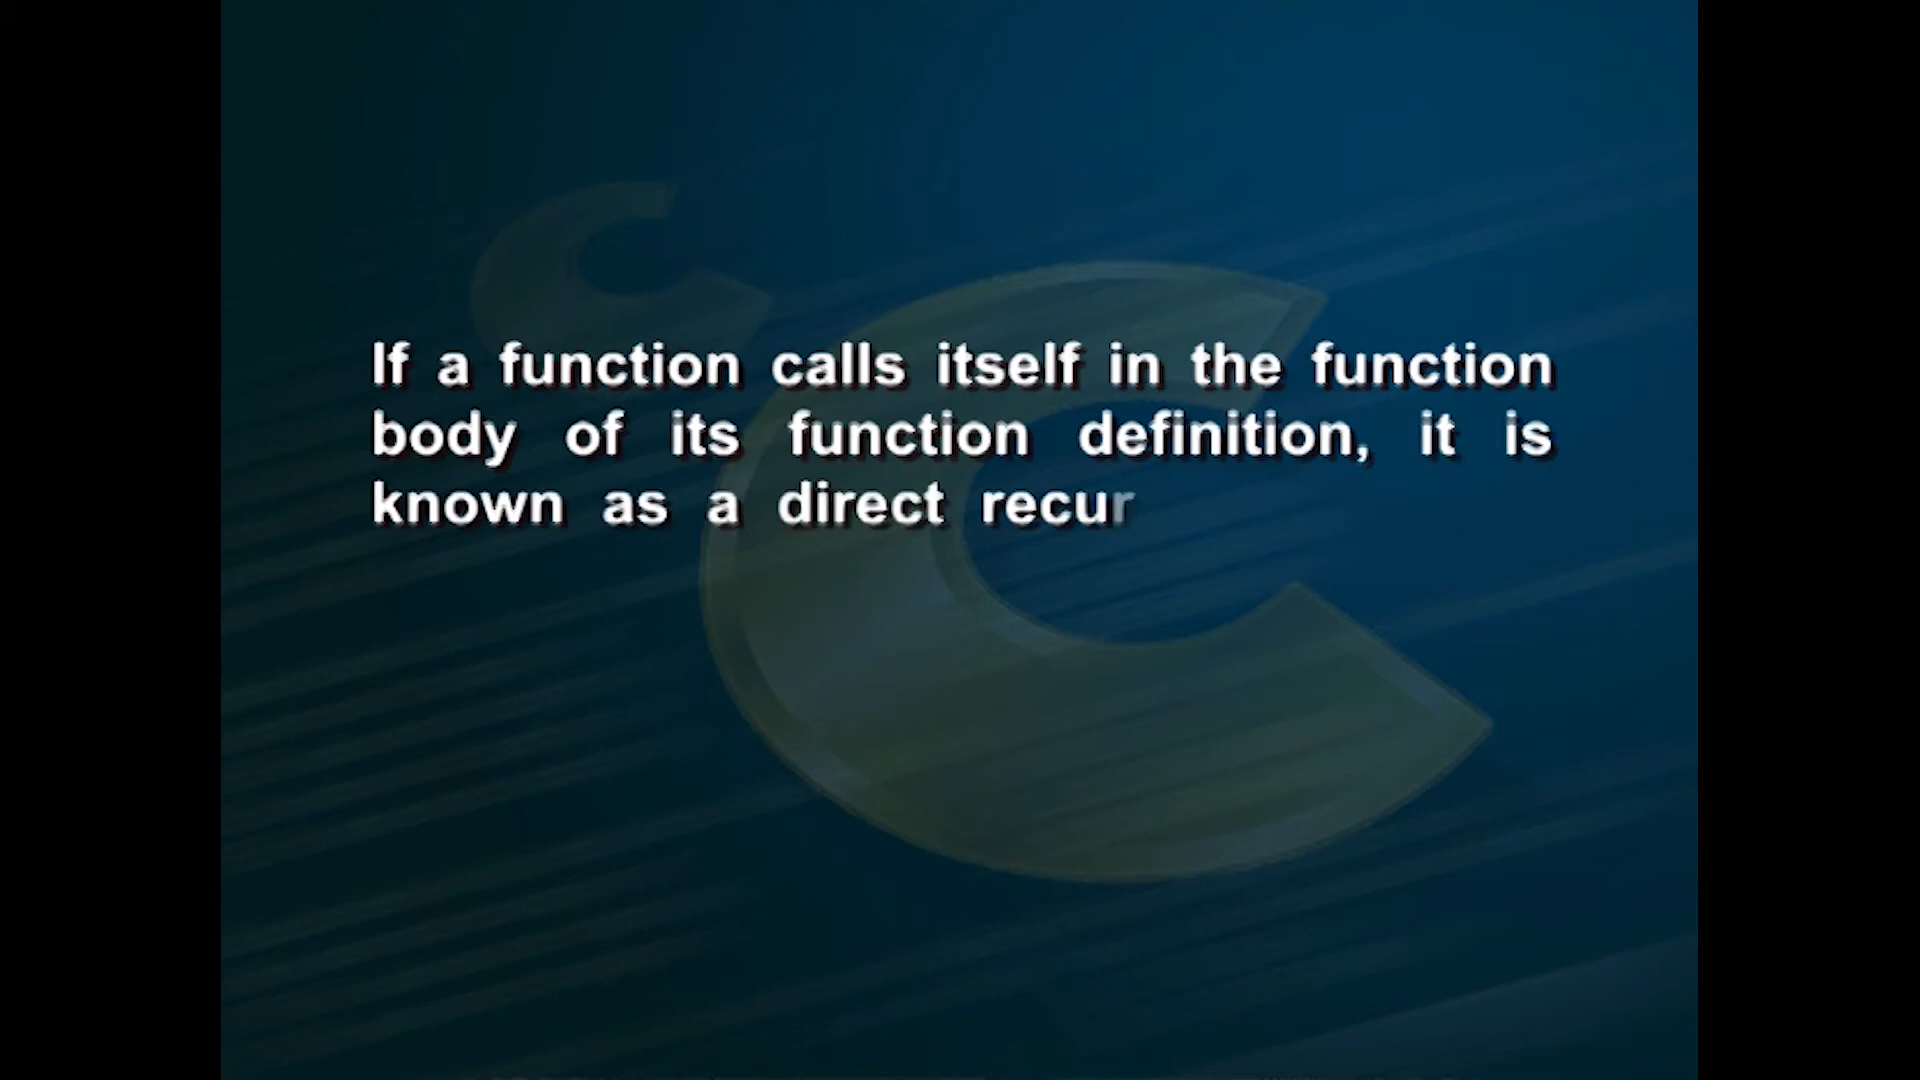 If a function calls itself in the function
body of its function definition, it is
known as a direct recur